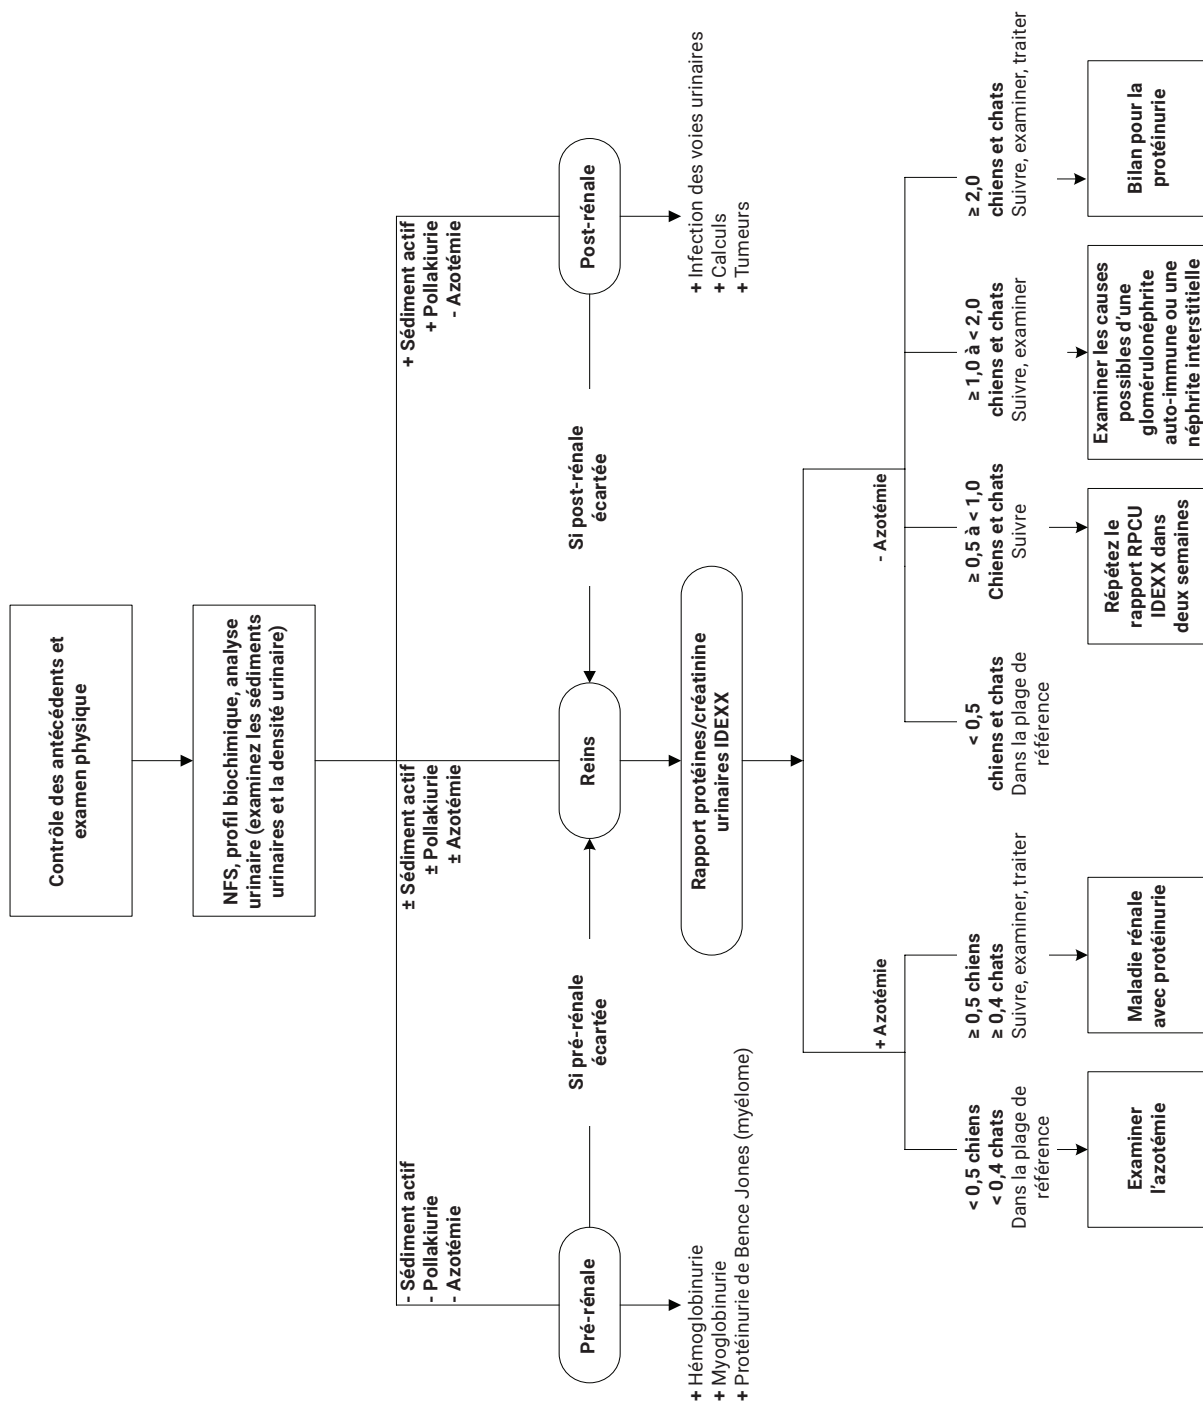 Contrôle des antécédents et
examen physique
NFS, profil biochimique, analyse
urinaire (examinez les sédiments
urinaires et la densité urinaire)
- Sédiment actif
- Pollakiurie
- Azotémie
± Sédiment actif
± Pollakiurie
± Azotémie
+ Sédiment actif
+ Pollakiurie
- Azotémie
Pré-rénale
Si pré-rénale
écartée
Reins
Si post-rénale
écartée
Post-rénale
+ Hémoglobinurie
+ Myoglobinurie
+ Protéinurie de Bence Jones (myélome)
Rapport protéines/créatinine
urinaires IDEXX
+ Infection des voies urinaires
+ Calculs
+ Tumeurs
+ Azotémie
- Azotémie
< 0,5 chiens
< 0,4 chats
Dans la plage de
référence
≥ 0,5 chiens
≥ 0,4 chats
Suivre, examiner, traiter
< 0,5
chiens et chats
Dans la plage de
référence
≥ 0,5 à < 1,0
Chiens et chats
Suivre
≥ 1,0 à < 2,0
chiens et chats
Suivre, examiner
≥ 2,0
chiens et chats
Suivre, examiner, traiter
Examiner
l'azotémie
Maladie rénale
avec protéinurie
Répétez le
rapport RPCU
IDEXX dans
deux semaines
Examiner les causes
possibles d'une
glomérulonéphrite
auto-immune ou une
néphrite interstitielle
Bilan pour la
protéinurie